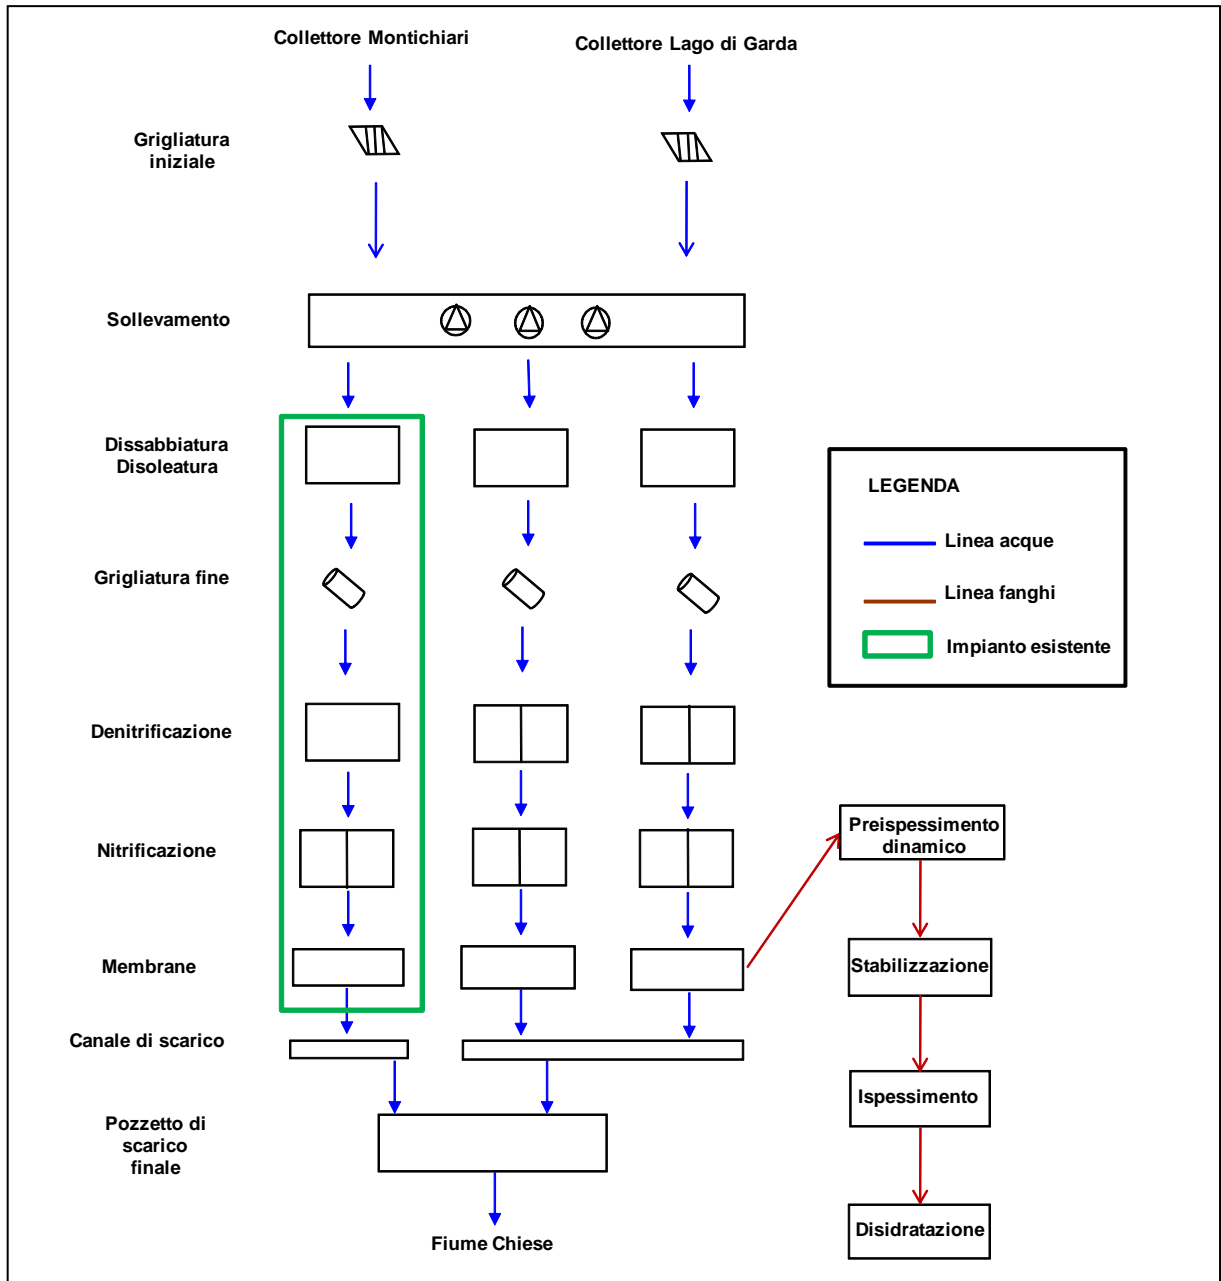 Collettore Montichiari
Collettore Lago di Garda
Grigliatura
iniziale
Sollevamento
Dissabbiatura
Disoleatura
LEGENDA
Linea acque
Grigliatura fine
Linea fanghi
Impianto esistente
Denitrificazione
Preispessimento
dinamico
Nitrificazione
Membrane
Stabilizzazione
Canale di scarico
Ispessimento
Pozzetto di
scarico
finale
Disidratazione
Fiume Chiese